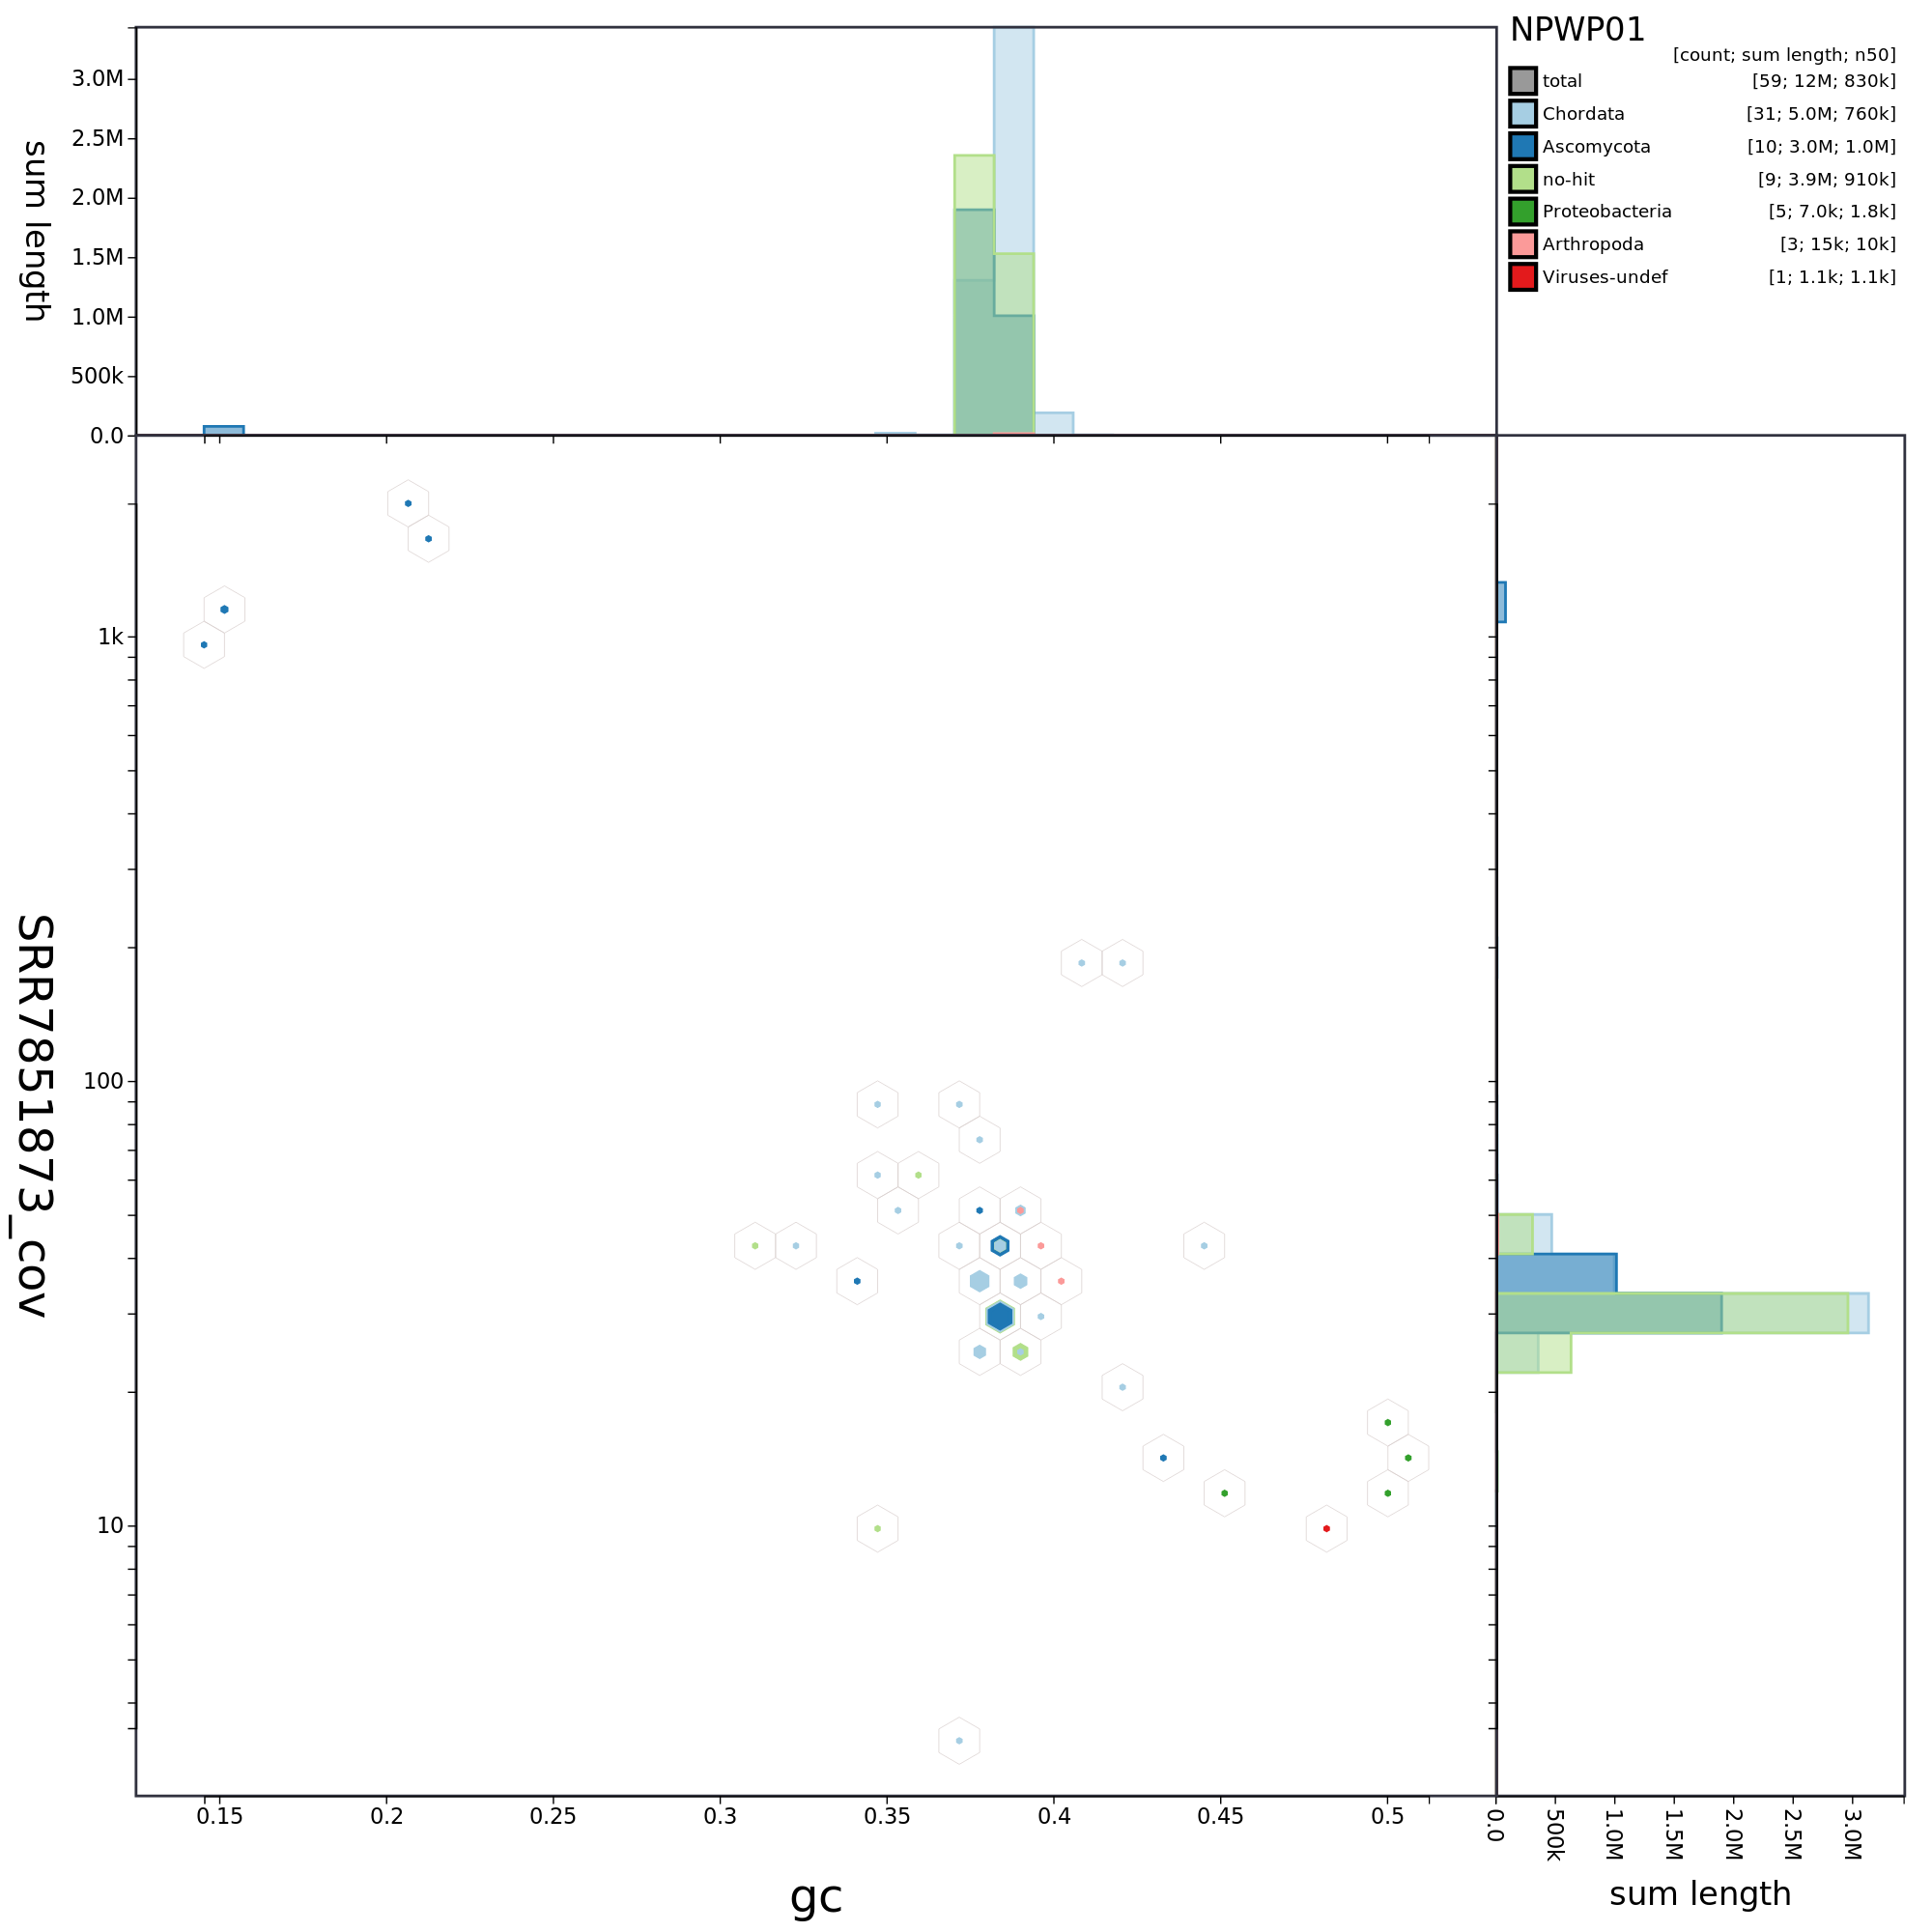 NPWP01
[count; sum length; n50]
total [59; 12M; 830k]
Chordata [31; 5.0M; 760k]
Ascomycota [10; 3.0M; 1.0M]
no-hit [9; 3.9M; 910k]
Proteobacteria [5; 7.0k; 1.8k]
Arthropoda [3; 15k; 10k]
Viruses-undef [1; 1.1k; 1.1k]
sum length
3.0M
2.5M
2.0M
1.5M
1.0M
500k
0.0
SRR7851873_cov
1k
100
10
0.15 0.2 0.25 0.3 0.35 0.4 0.45 0.5
gc
0.0 500k 1.0M 1.5M 2.0M 2.5M 3.0M
sum length